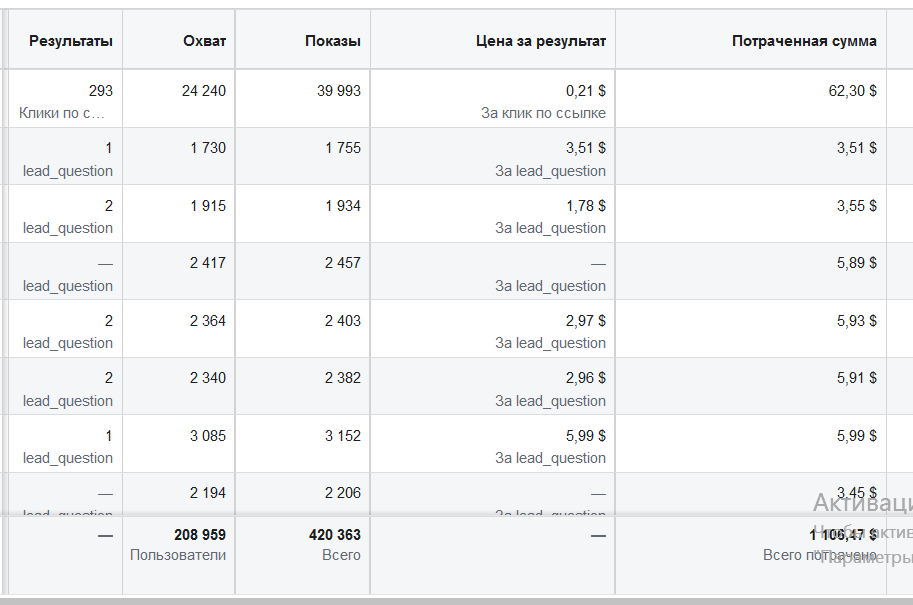 Результаты Охват Показы Цена за результат Потраченная сумма
293 24 240 39 993 0,21 $ 62,30 $
Клики по с... За клик по ссылке
1 1 730 1 755 3,51 $ 3,51 $
lead_question За lead_question
2 1 915 1 934 1,78 $ 3,55 $
lead_question За lead_question
— 2 417 2 457 — 5,89 $
lead_question За lead_question
2 2 364 2 403 2,97 $ 5,93 $
lead_question За lead_question
2 2 340 2 382 2,96 $ 5,91 $
lead_question За lead_question
1 3 085 3 152 5,99 $ 5,99 $
lead_question За lead_question
— 2 194 2 206 — 3,45 $
lead_question За lead_question
Активаци
— 208 959 420 363 — 1 106,47 $
Чтобы актив
Пользователи Всего Всего потрачено
"Параметры